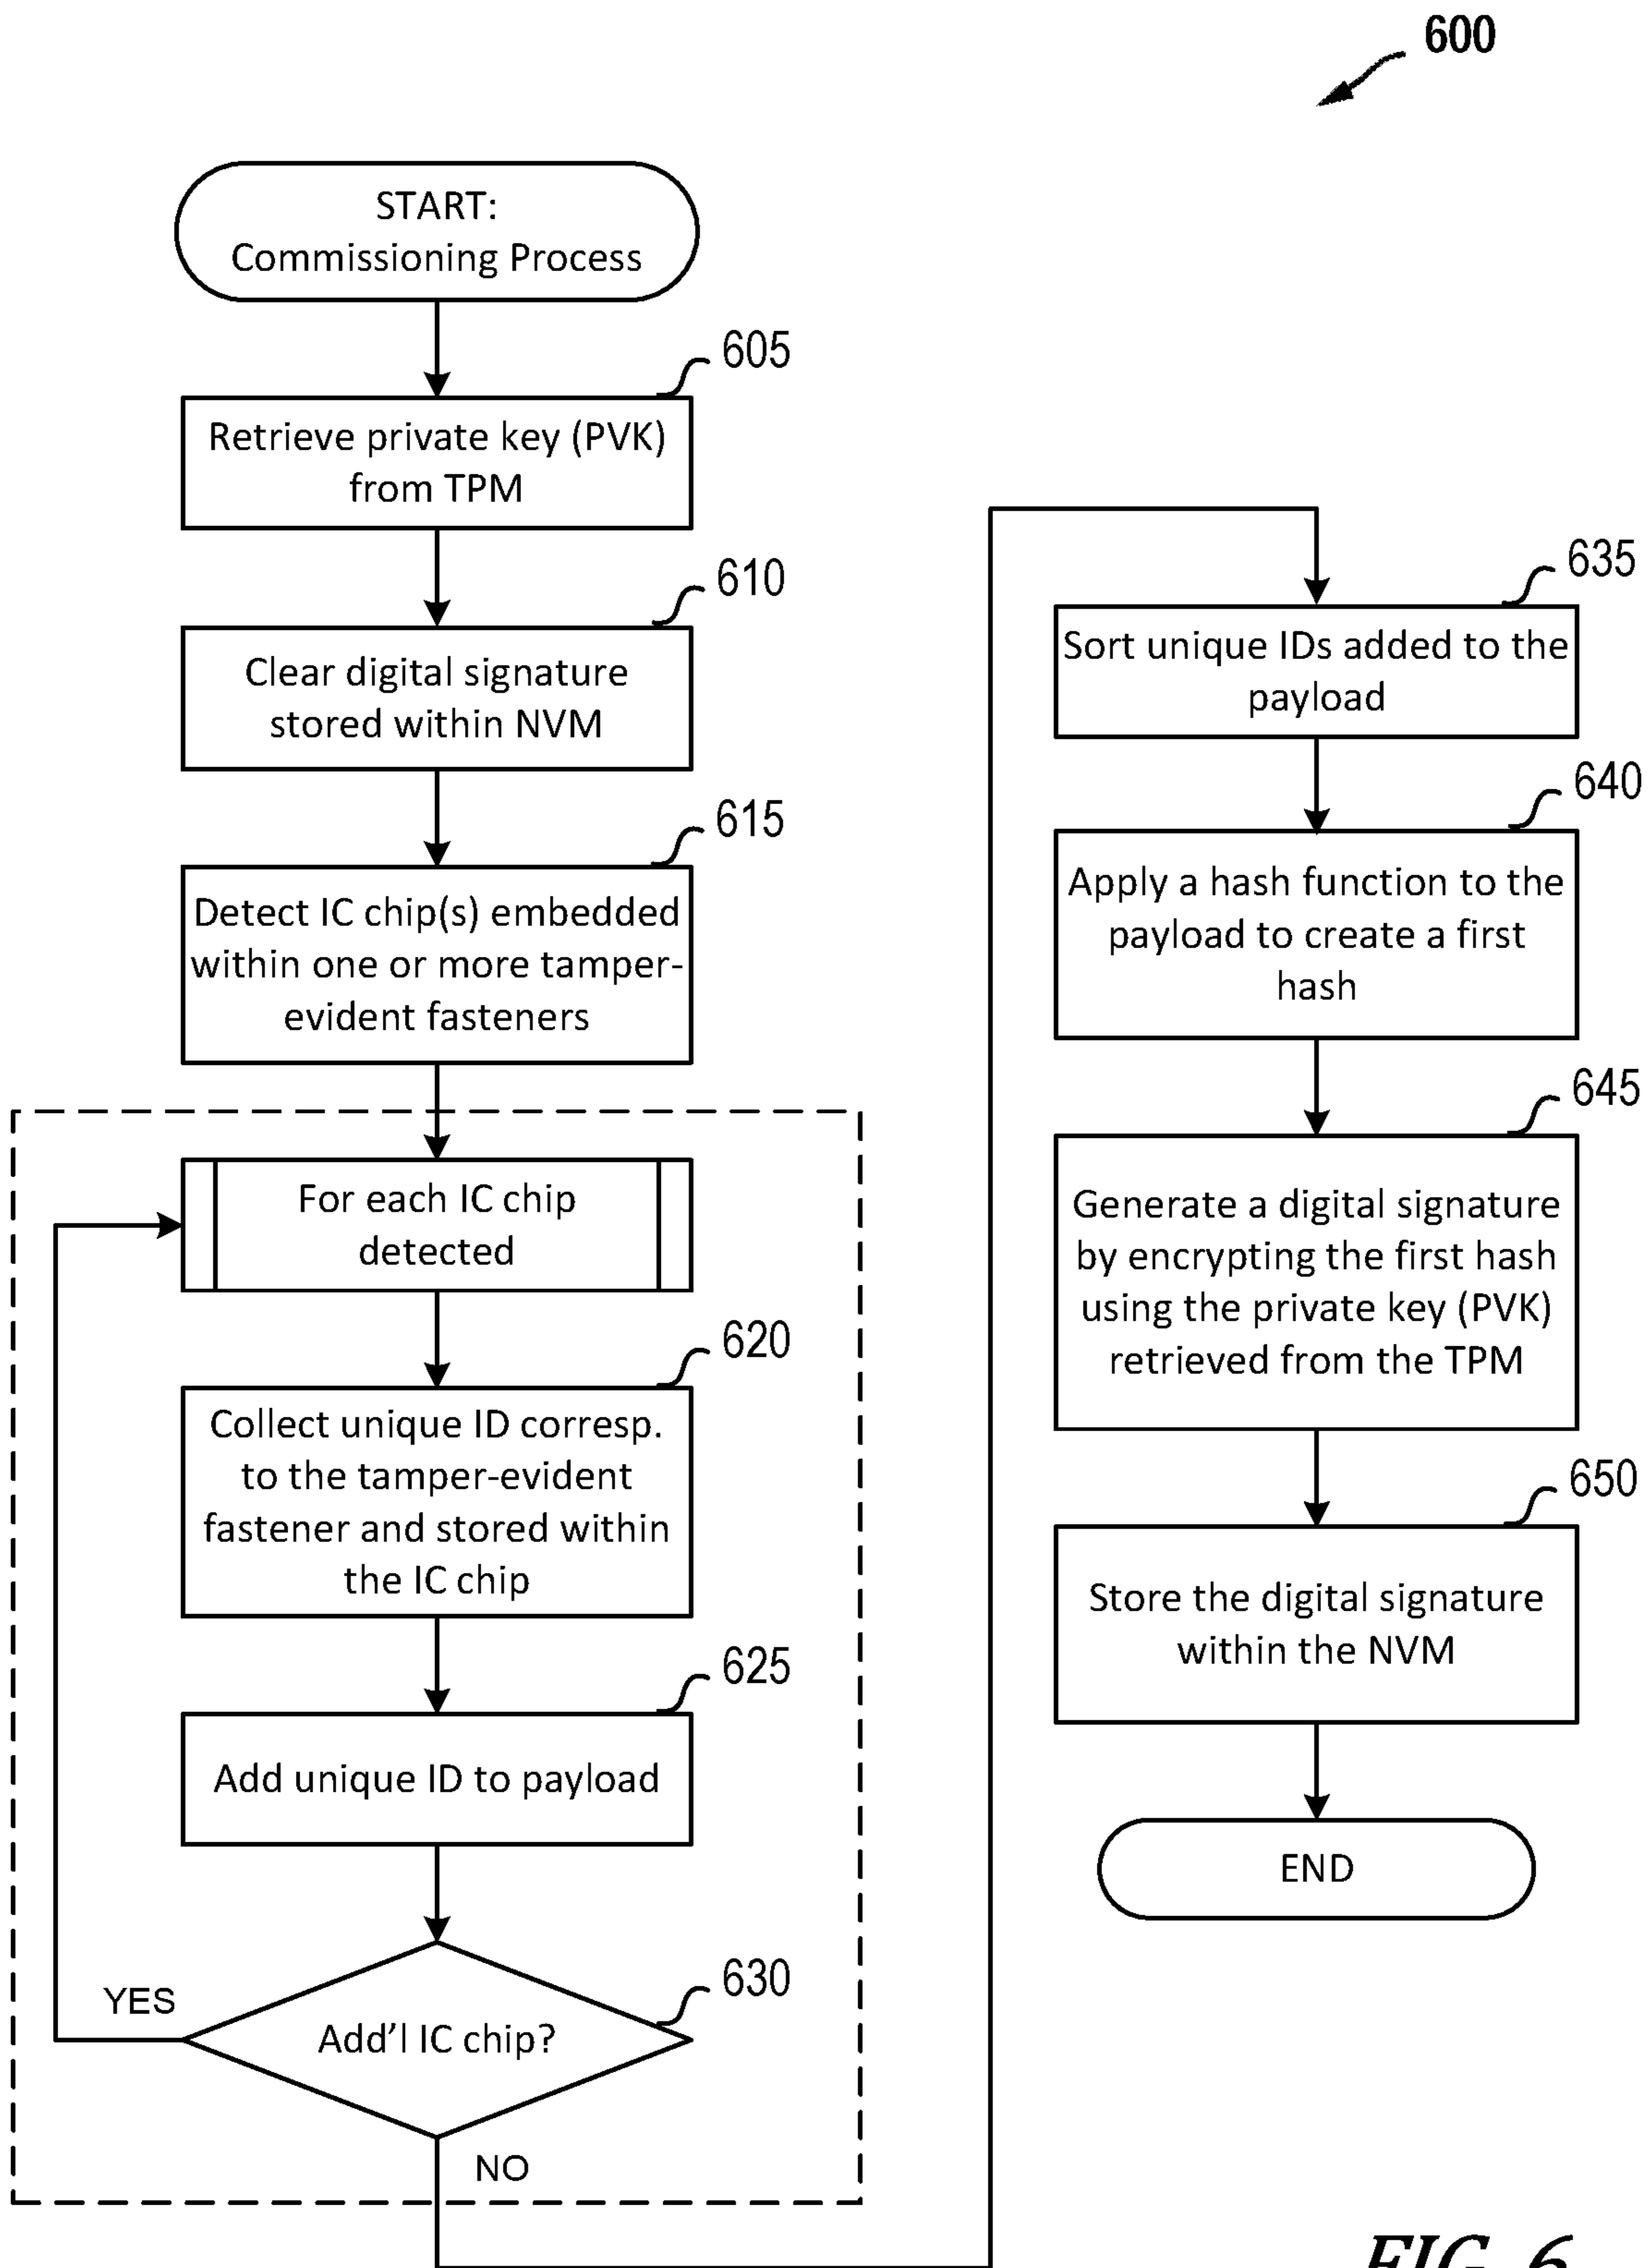 600
START:
Commissioning Process
605
Retrieve private key (PVK)
from TPM
610
Clear digital signature
stored within NVM
615
Detect IC chip(s) embedded
within one or more tamper-
evident fasteners
For each IC chip
detected
620
Collect unique ID corresp.
to the tamper-evident
fastener and stored within
the IC chip
625
Add unique ID to payload
630
Add'l IC chip?
YES
NO
635
Sort unique IDs added to the
payload
640
Apply a hash function to the
payload to create a first
hash
645
Generate a digital signature
by encrypting the first hash
using the private key (PVK)
retrieved from the TPM
650
Store the digital signature
within the NVM
END
FIG. 6